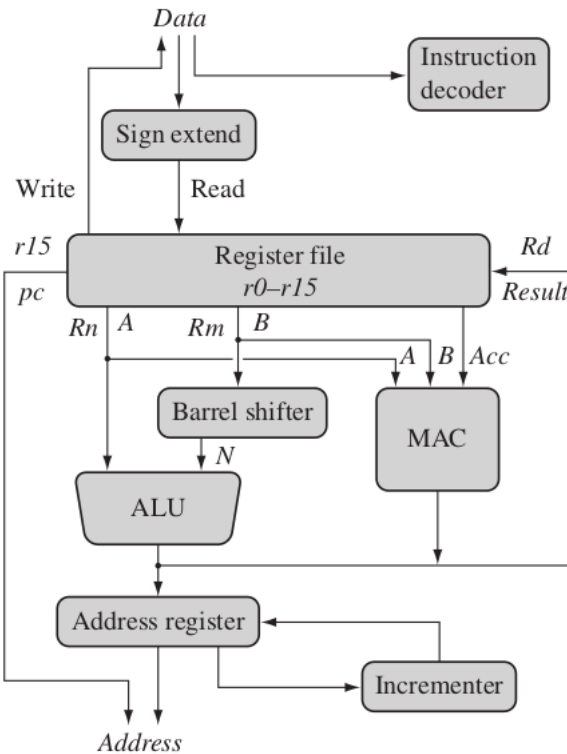 Data
Instruction
decoder
Sign extend
Write
Read
r15
pc
Register file
r0–r15
Rd
Result
Rn
A
Rm
B
A
B
Acc
Barrel shifter
MAC
N
ALU
Address register
Incrementer
Address